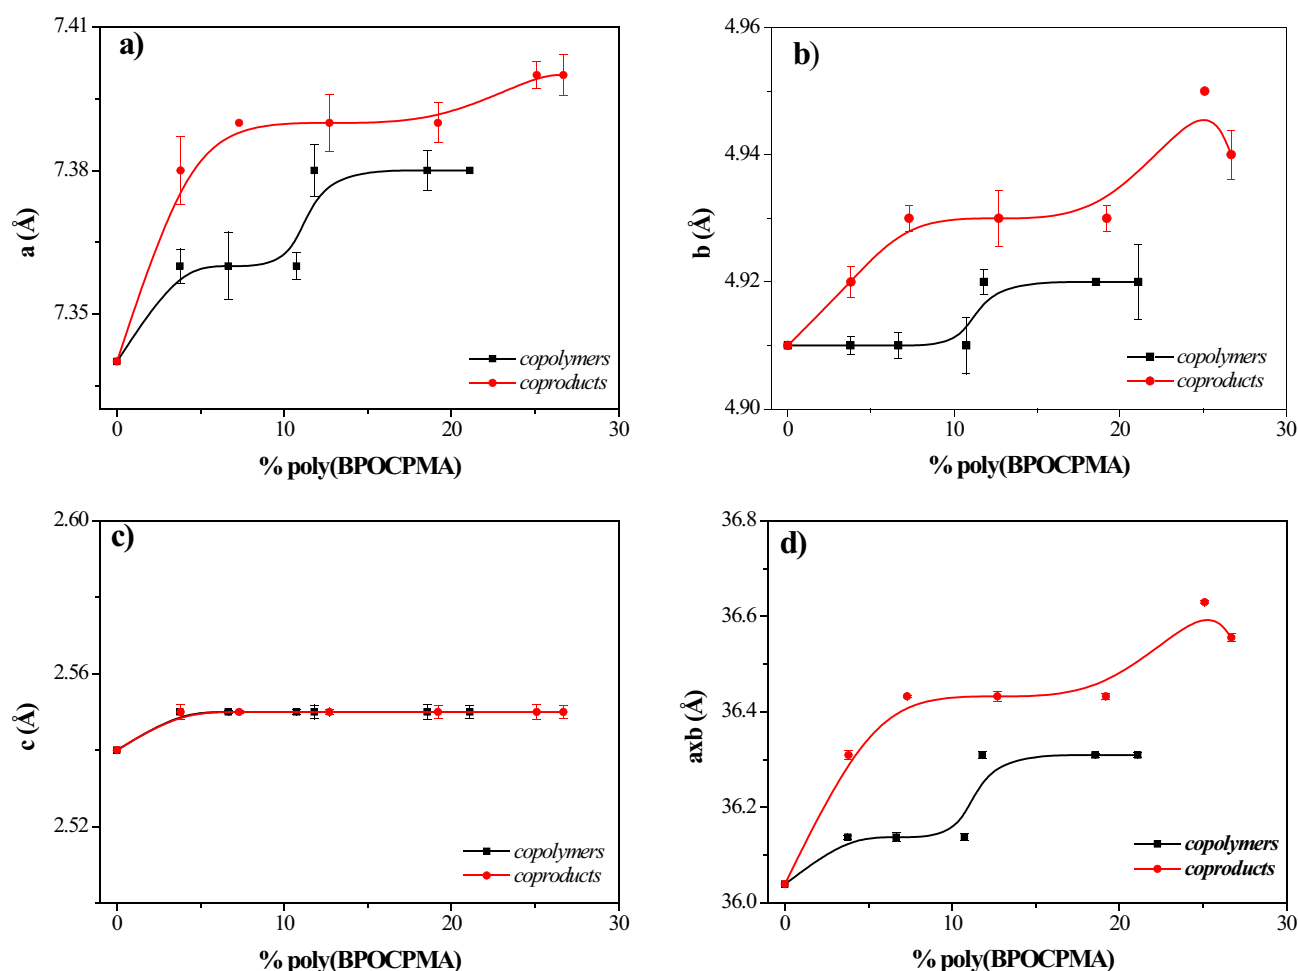 a)
7.41
7.38
7.35
a (Å)
copolymers
coproducts
0
10
20
30
% poly(BPOCPMA)
b)
4.96
4.94
4.92
4.90
b (Å)
copolymers
coproducts
0
10
20
30
% poly(BPOCPMA)
c)
2.60
2.56
2.52
c (Å)
copolymers
coproducts
0
10
20
30
% poly(BPOCPMA)
d)
36.8
36.6
36.4
36.2
36.0
axb (Å)
copolymers
coproducts
0
10
20
30
% poly(BPOCPMA)